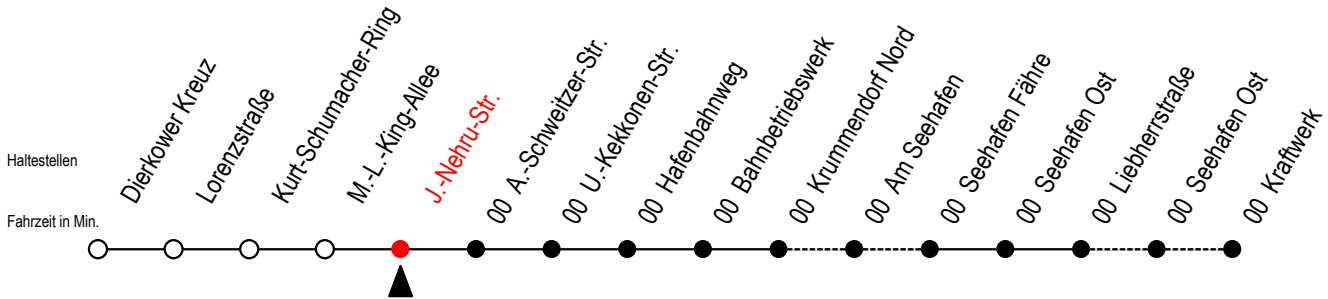 Haltestellen
Fahrzeit in Min.
Dierkower Kreuz
Lorenzstraße
Kurt-Schumacher-Ring
M.-L.-King-Allee
J.-Nehru-Str.
00 A.-Schweitzer-Str.
00 U.-Kekkonen-Str.
00 Hafenbahnweg
00 Bahnbetriebswerk
00 Krummendorf Nord
00 Am Seehafen
00 Seehafen Fähre
00 Seehafen Ost
00 Liebherrstraße
00 Seehafen Ost
00 Kraftwerk